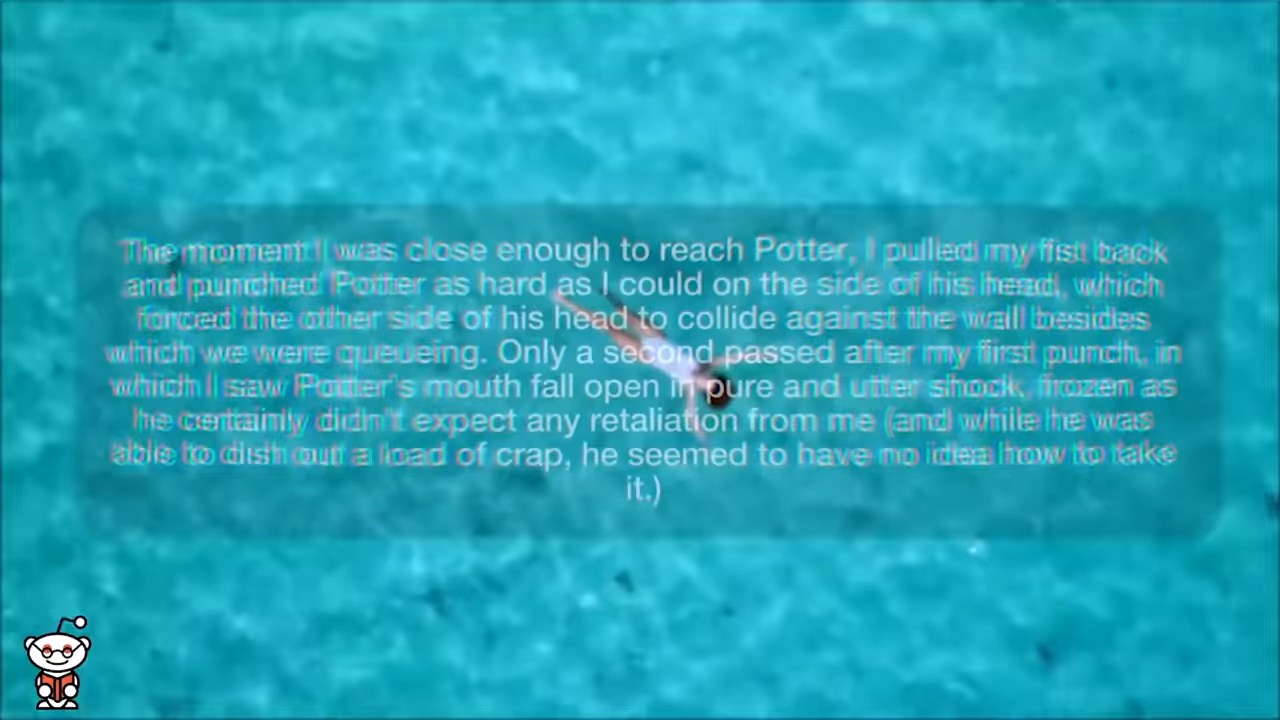 The moment I was close enough to reach Potter, I pulled my fist back
and punched Potter as hard as I could on the side of his head, which
forced the other side of his head to collide against the wall besides
which we were queueing. Only a second passed after my first punch, in
which I saw Potter's mouth fall open in pure and utter shock, frozen as
he certainly didn't expect any retaliation from me (and while he was
able to dish out a load of crap, he seemed to have no idea how to take
it.)